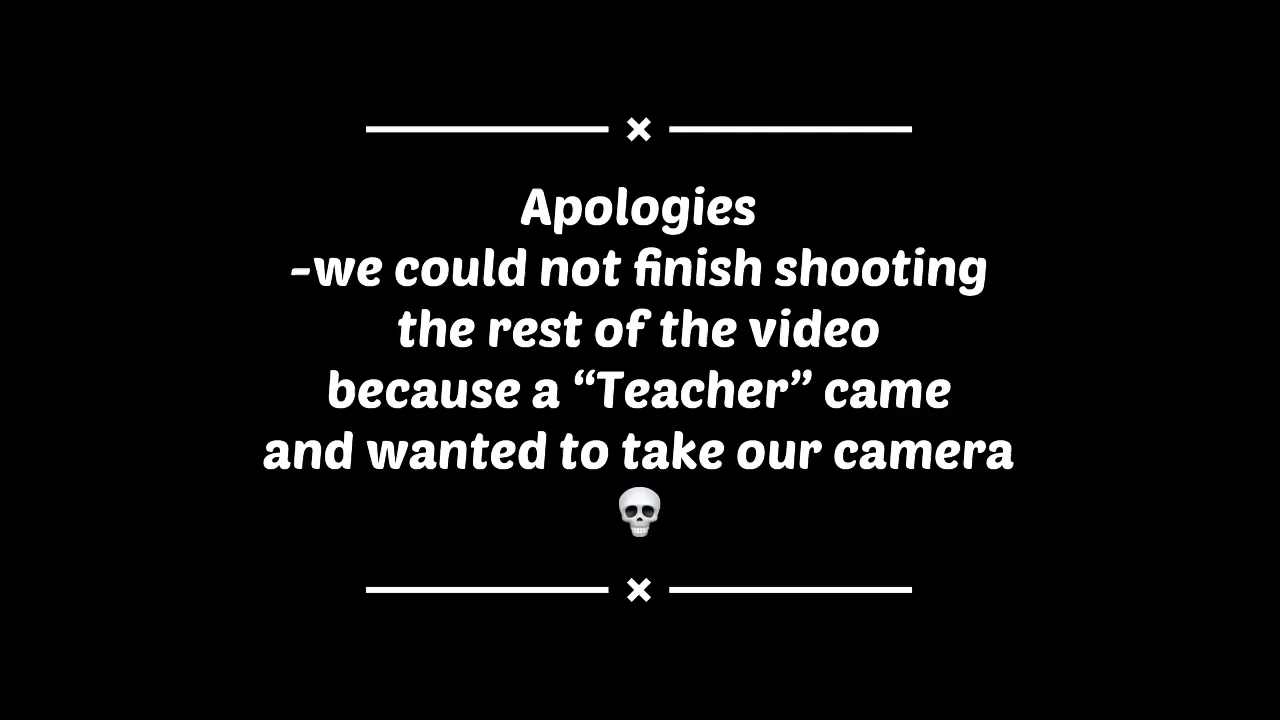 Apologies
-we could not finish shooting
the rest of the video
because a “Teacher” came
and wanted to take our camera
💀